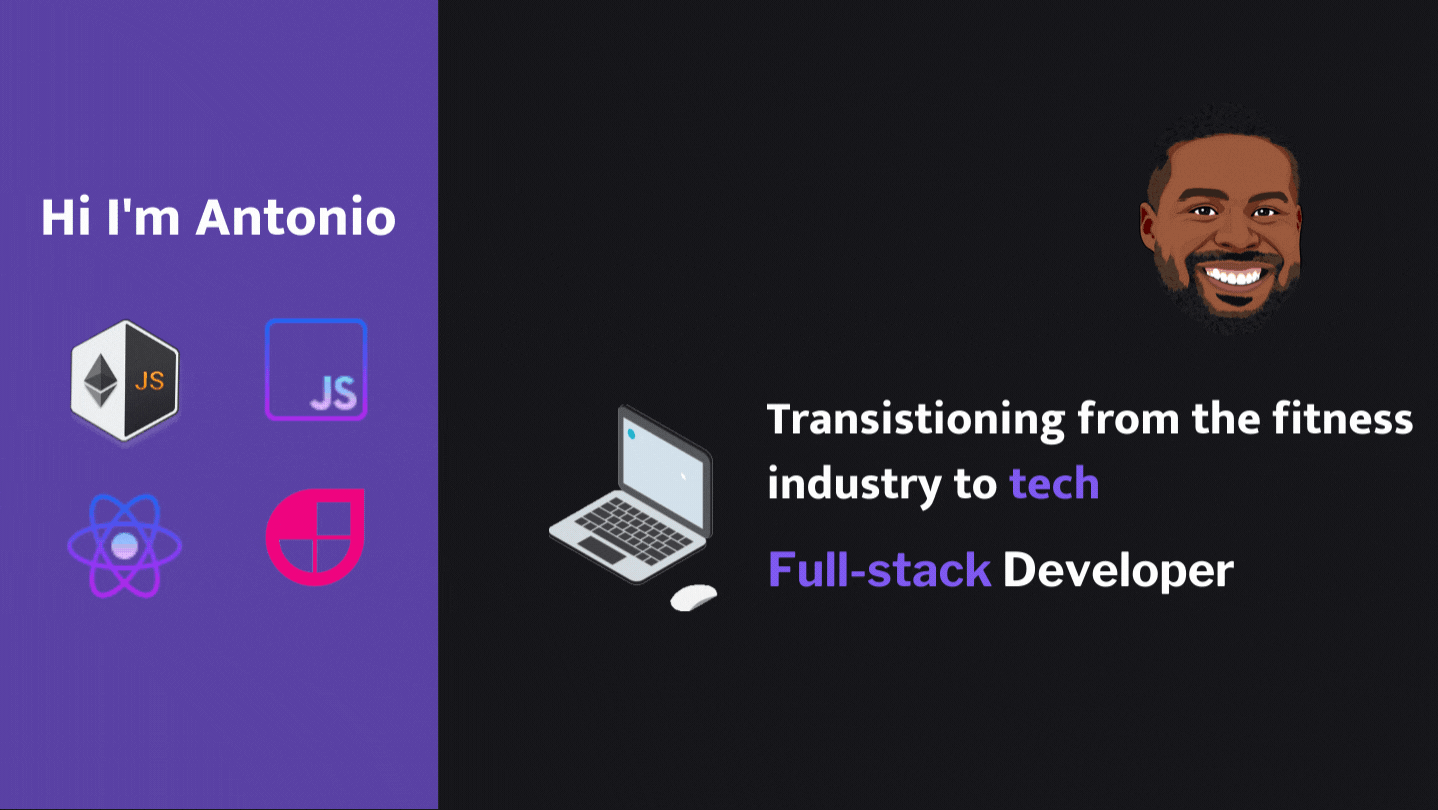 Hi I'm Antonio
JS
JS
Transistioning from the fitness
industry to tech
Full-stack Developer